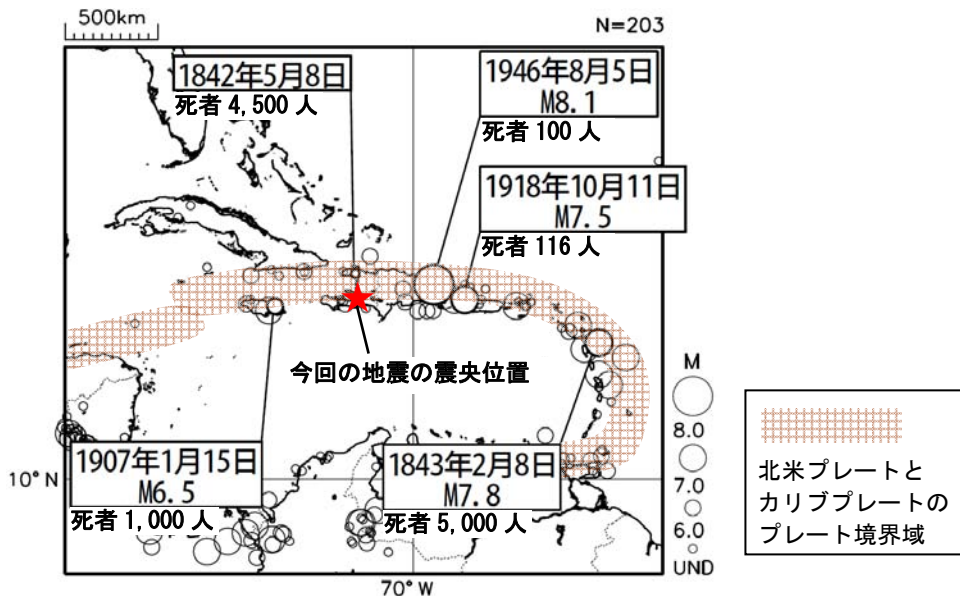 500km
N=203
1842年5月8日
死者 4,500 人
1946年8月5日
M8.1
死者 100 人
1918年10月11日
M7.5
死者 116 人
今回の地震の震央位置
1907年1月15日
M6.5
死者 1,000 人
1843年2月8日
M7.8
死者 5,000 人
10°N
70°W
M
8.0
7.0
6.0
UND
北米プレートと
カリブプレートの
プレート境界域